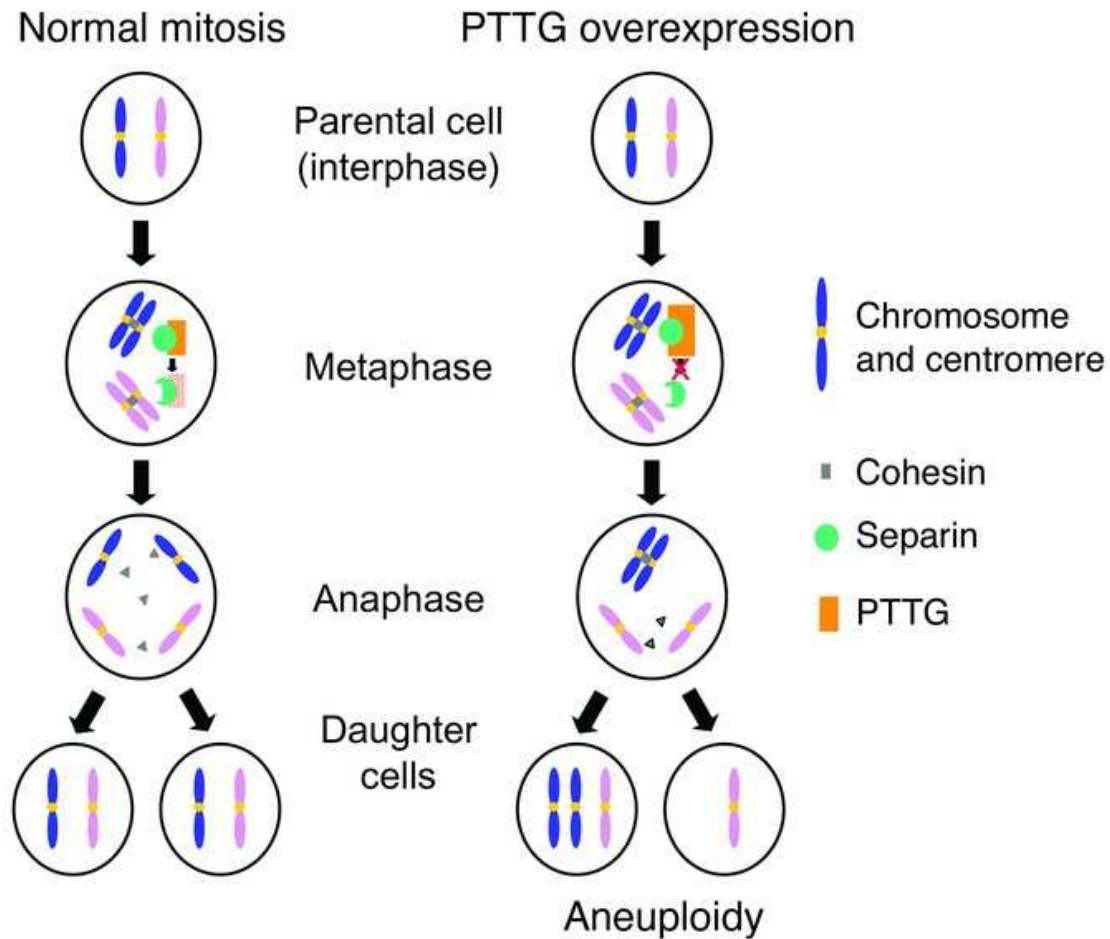 Normal mitosis
PTTG overexpression
Parental cell
(interphase)
Metaphase
Chromosome
and centromere
Cohesin
Separin
Anaphase
PTTG
Daughter
cells
Aneuploidy